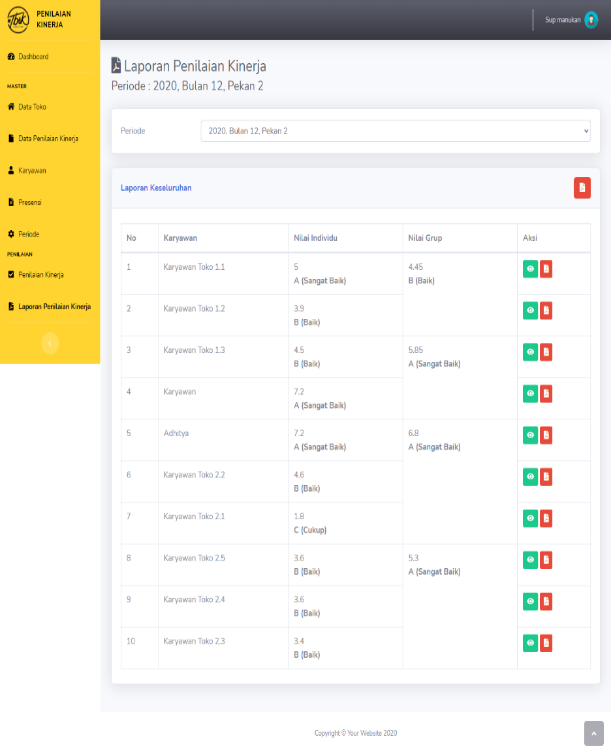 PENILAIAN
KINERJA
Sup manukan
Dashboard
MASTER
Data Toko
Data Penilaian Kinerja
Karyawan
Presensi
Periode
PENILAIAN
Penilaian Kinerja
Laporan Penilaian Kinerja
Laporan Penilaian Kinerja
Periode : 2020, Bulan 12, Pekan 2
Periode 2020, Bulan 12, Pekan 2
Laporan Keseluruhan
No Karyawan Nilai Individu Nilai Grup Aksi
1 Karyawan Toko 1.1 5 4.45
A (Sangat Baik) B (Baik)
2 Karyawan Toko 1.2 3.9
B (Baik)
3 Karyawan Toko 1.3 4.5 5.85
B (Baik) A (Sangat Baik)
4 Karyawan 7.2
A (Sangat Baik)
5 Adhitya 7.2 6.8
A (Sangat Baik) A (Sangat Baik)
6 Karyawan Toko 2.2 4.6
B (Baik)
7 Karyawan Toko 2.1 1.8
C (Cukup)
8 Karyawan Toko 2.5 3.6 5.3
B (Baik) A (Sangat Baik)
9 Karyawan Toko 2.4 3.6
B (Baik)
10 Karyawan Toko 2.3 3.4
B (Baik)
Copyright © Your Website 2020